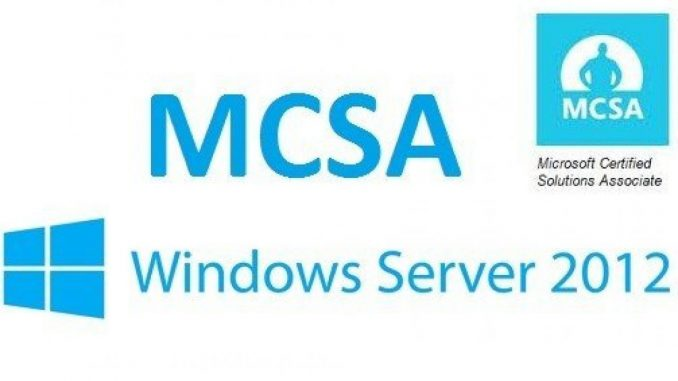 MCSA
MCSA
Microsoft Certified
Solutions Associate
Windows Server 2012